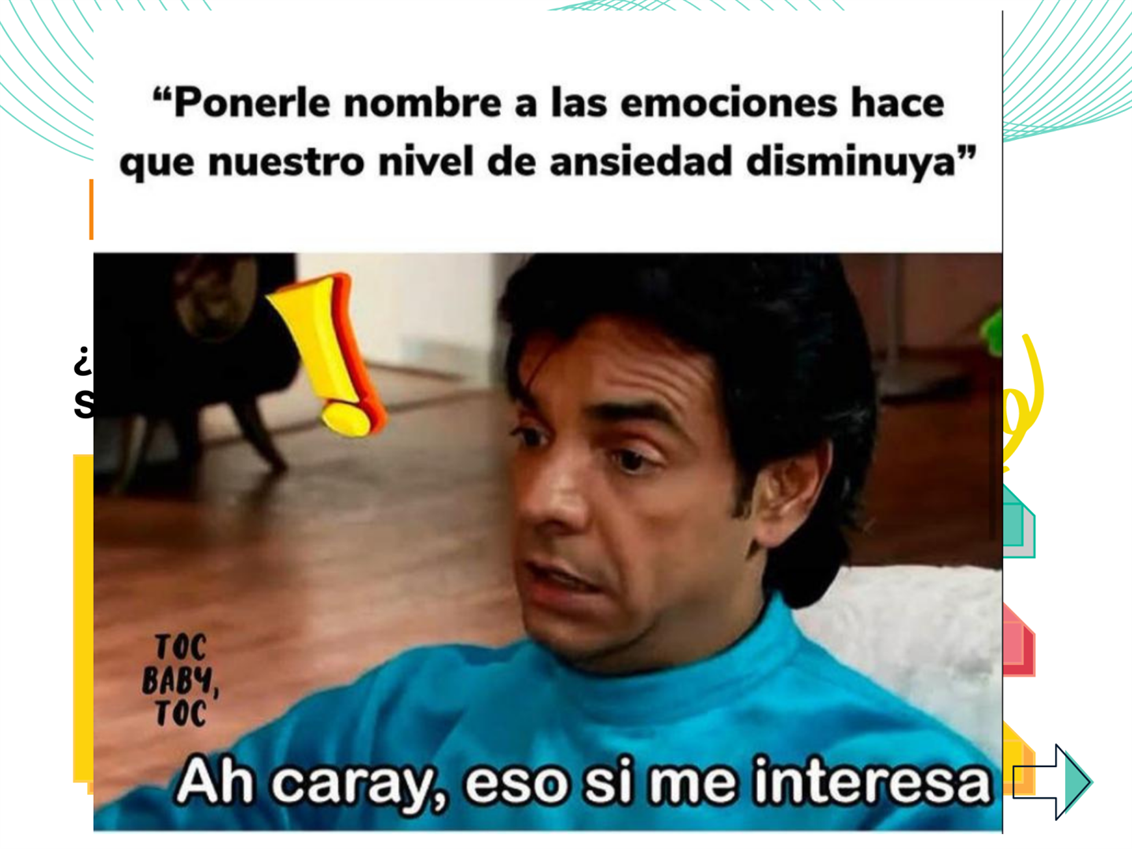 “Ponerle nombre a las emociones hace
que nuestro nivel de ansiedad disminuya”
¿
S
!
TOC
BABY,
TOC
Ah caray, eso si me interesa